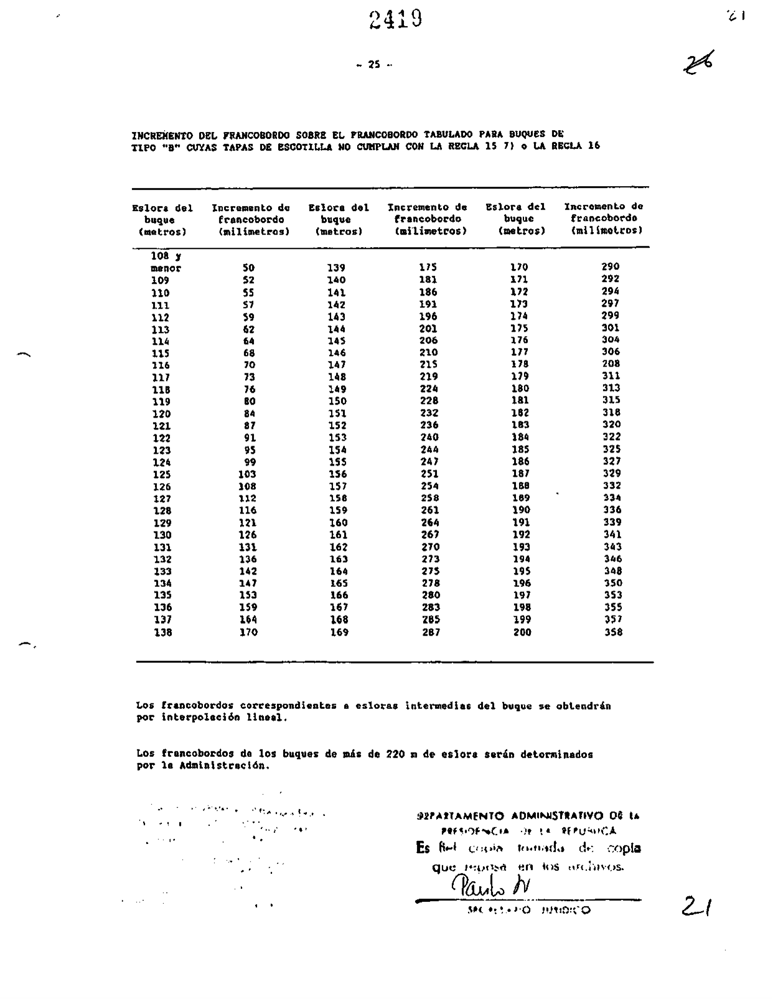 2419
21
- 25 -
26
INCREMENTO DEL FRANCOBORDO SOBRE EL FRANCOBORDO TABULADO PARA BUQUES DE
TIPO "B" CUYAS TAPAS DE ESCOTILLA NO CUMPLAN CON LA REGLA 15 7) o LA REGLA 16
Eslora del Incremento de Eslora del Incremento de Eslora del Incremento de
buque francobordo buque francobordo buque francobordo
(metros) (milímetros) (metros) (milímetros) (metros) (milímetros)
108 y
menor 50 139 175 170 290
109 52 140 181 171 292
110 55 141 186 172 294
111 57 142 191 173 297
112 59 143 196 174 299
113 62 144 201 175 301
114 64 145 206 176 304
115 68 146 210 177 306
116 70 147 215 178 208
117 73 148 219 179 311
118 76 149 224 180 313
119 80 150 228 181 315
120 84 151 232 182 318
121 87 152 236 183 320
122 91 153 240 184 322
123 95 154 244 185 325
124 99 155 247 186 327
125 103 156 251 187 329
126 108 157 254 188 332
127 112 158 258 189 334
128 116 159 261 190 336
129 121 160 264 191 339
130 126 161 267 192 341
131 131 162 270 193 343
132 136 163 273 194 346
133 142 164 275 195 348
134 147 165 278 196 350
135 153 166 280 197 353
136 159 167 283 198 355
137 164 168 285 199 357
138 170 169 287 200 358
Los francobordos correspondientes a esloras intermedias del buque se obtendrán
por interpolación lineal.
Los francobordos de los buques de más de 220 m de eslora serán determinados
por la Administración.
DEPARTAMENTO ADMINISTRATIVO DE LA
PRESIDENCIA DE LA REPUBLICA
Es fiel copia tomada de copia
que reposa en los archivos.
SECRETARIO JURIDICO
21